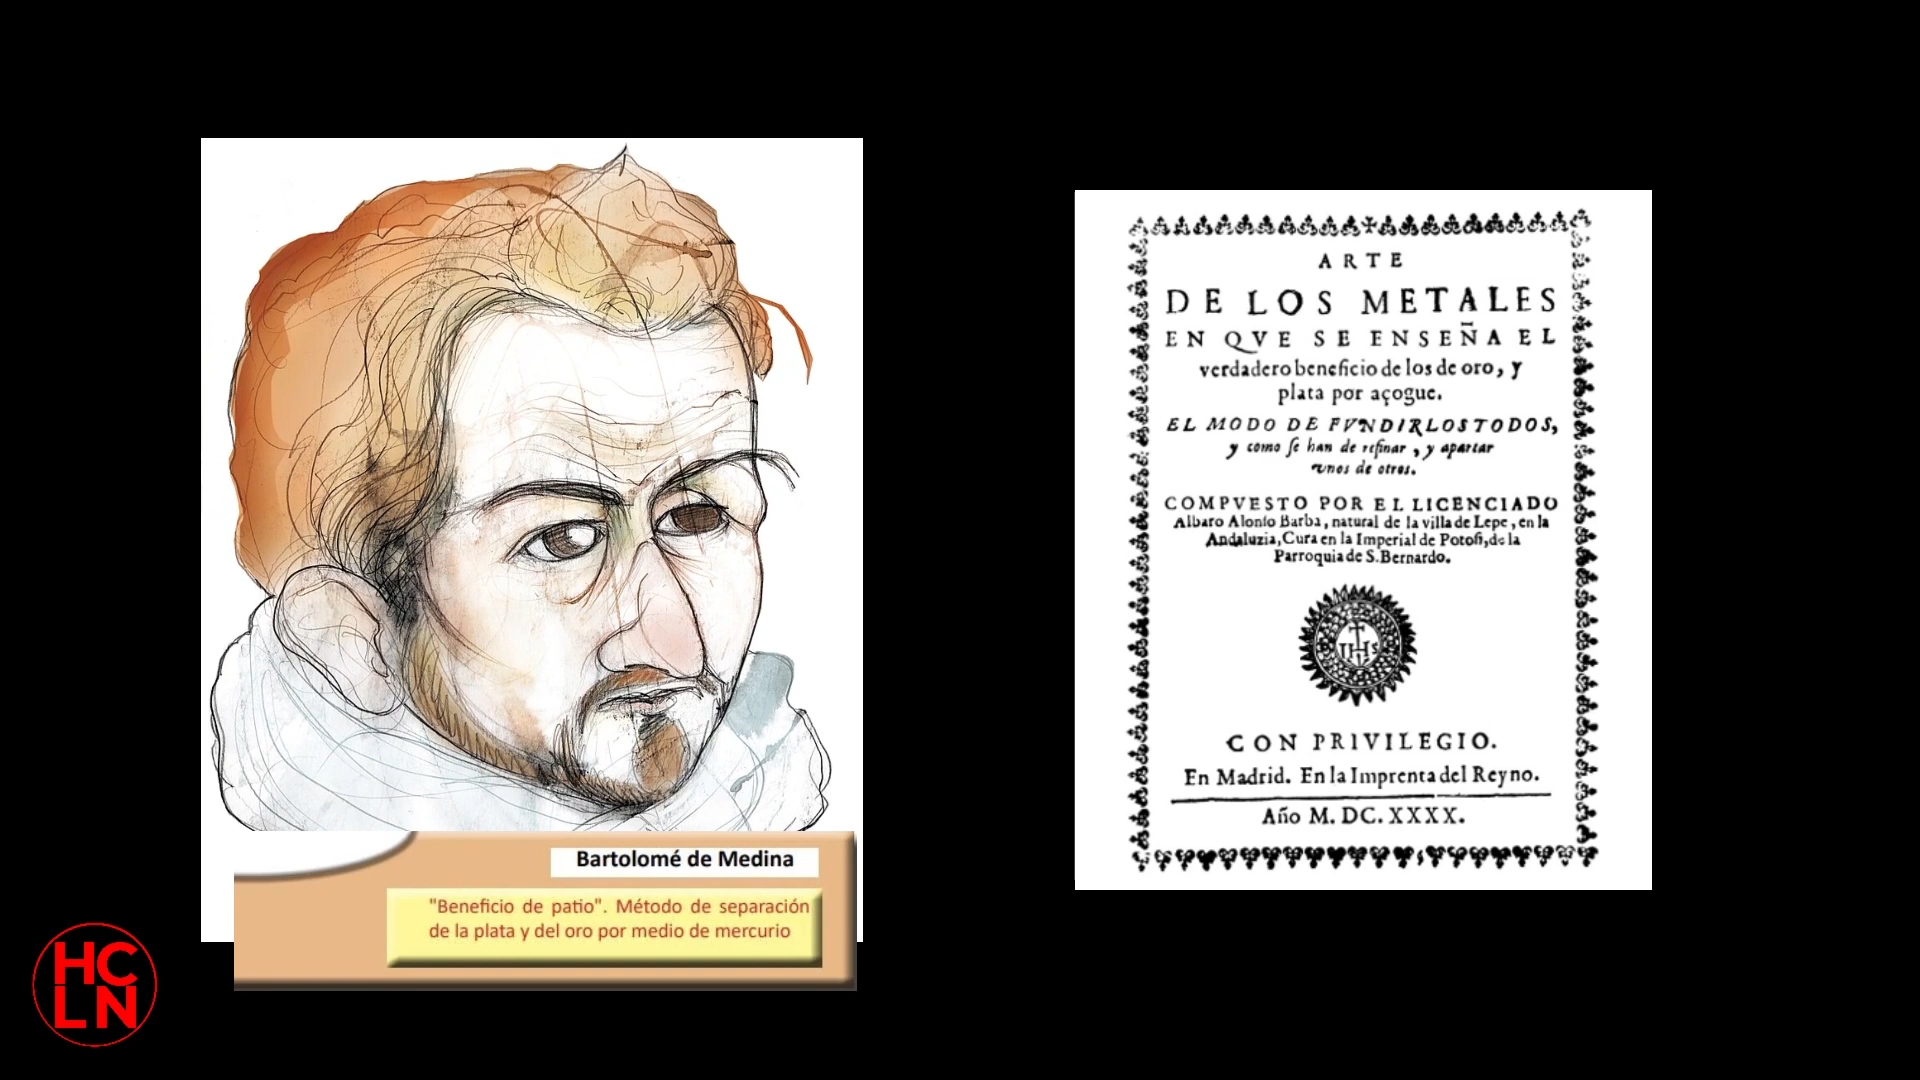 Bartolomé de Medina
"Beneficio de patio". Método de separación
de la plata y del oro por medio de mercurio
HC
LN
ARTE
DE LOS METALES
EN QVE SE ENSEÑA EL
verdadero beneficio de los de oro, y
plata por açogue.
EL MODO DE FVNDIRLOS TODOS,
y como ſe han de refinar, y apartar
vnos de otros.
COMPVESTO POR EL LICENCIADO
Albaro Alonſo Barba, natural de la villa de Lepe, en la
Andaluzia, Cura en la Imperial de Potoſi, de la
Parroquia de S. Bernardo.
IHS
CON PRIVILEGIO.
En Madrid. En la Imprenta del Reyno.
Año M. DC. XXXX.